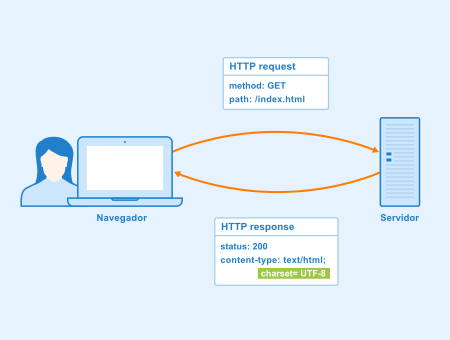 HTTP request
method: GET
path: /index.html
Navegador
Servidor
HTTP response
status: 200
content-type: text/html;
charset= UTF-8